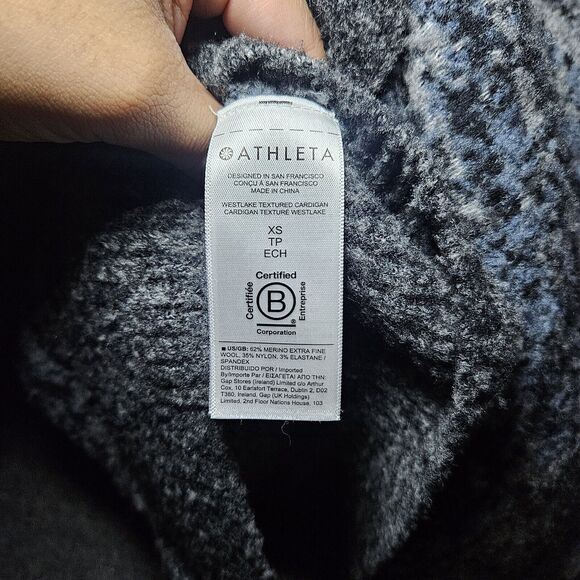 ATHLETA
DESIGNED IN SAN FRANCISCO
CONÇU À SAN FRANCISCO
MADE IN CHINA
WESTLAKE TEXTURED CARDIGAN
CARDIGAN TEXTURÉ WESTLAKE
XS
TP
ECH
Certified
Certifiée
B
Entreprise
®
Corporation
■ US/GB: 62% MERINO EXTRA FINE
WOOL, 35% NYLON, 3% ELASTANE /
SPANDEX
DISTRIBUIDO POR / Imported
By/Importe Par / ΕΙΣΑΓΕΤΑΙ ΑΠΟ ΤΗΝ:
Gap Stores (Ireland) Limited c/o Arthur
Cox, 10 Earlsfort Terrace, Dublin 2, D02
T380, Ireland, Gap (UK Holdings)
Limited, 2nd Floor Nations House, 103